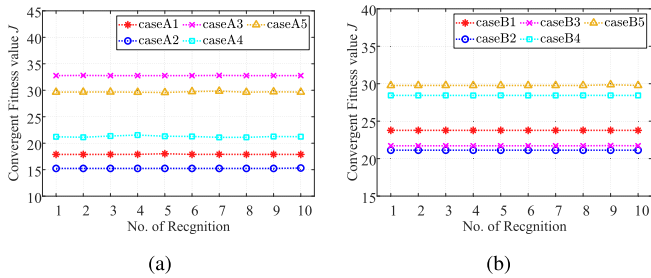 45
40
35
30
25
20
15
10
Convergent Fitness value J
caseA1 caseA3 caseA5
caseA2 caseA4
1 2 3 4 5 6 7 8 9 10
No. of Recgnition
(a)
40
35
30
25
20
15
Convergent Fitness value J
caseB1 caseB3 caseB5
caseB2 caseB4
1 2 3 4 5 6 7 8 9 10
No. of Recgnition
(b)